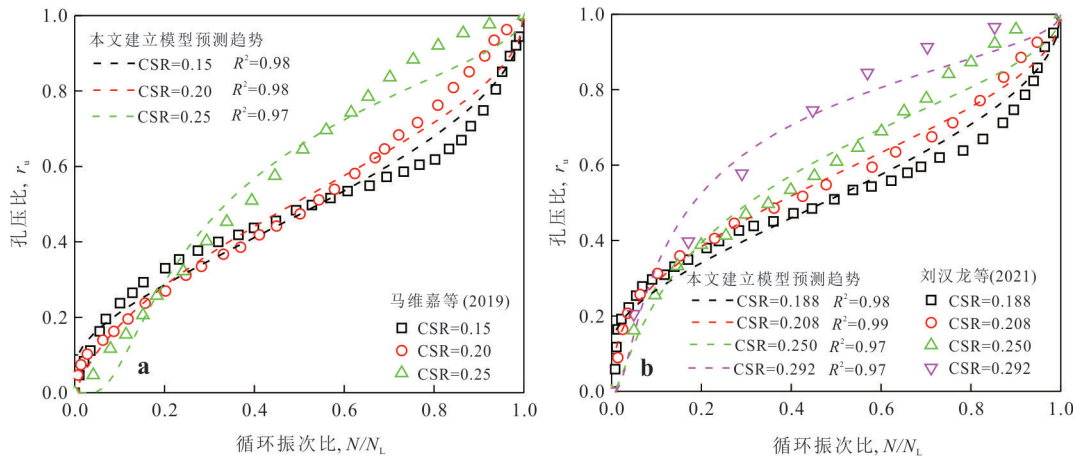 本文建立模型预测趋势
CSR=0.15 R²=0.98
CSR=0.20 R²=0.98
CSR=0.25 R²=0.97
马维嘉等(2019)
CSR=0.15
CSR=0.20
CSR=0.25
a
孔压比, rᵤ
1.0
0.8
0.6
0.4
0.2
0.0
0.0 0.2 0.4 0.6 0.8 1.0
循环振次比, N/N_L
本文建立模型预测趋势
CSR=0.188 R²=0.98
CSR=0.208 R²=0.99
CSR=0.250 R²=0.97
CSR=0.292 R²=0.97
刘汉龙等(2021)
CSR=0.188
CSR=0.208
CSR=0.250
CSR=0.292
b
孔压比, rᵤ
1.0
0.8
0.6
0.4
0.2
0.0
0.0 0.2 0.4 0.6 0.8 1.0
循环振次比, N/N_L